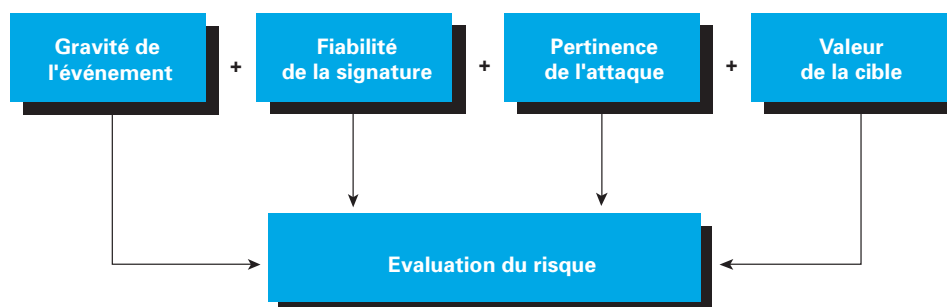 Gravité de
l'événement
+
Fiabilité
de la signature
+
Pertinence
de l'attaque
+
Valeur
de la cible
Evaluation du risque